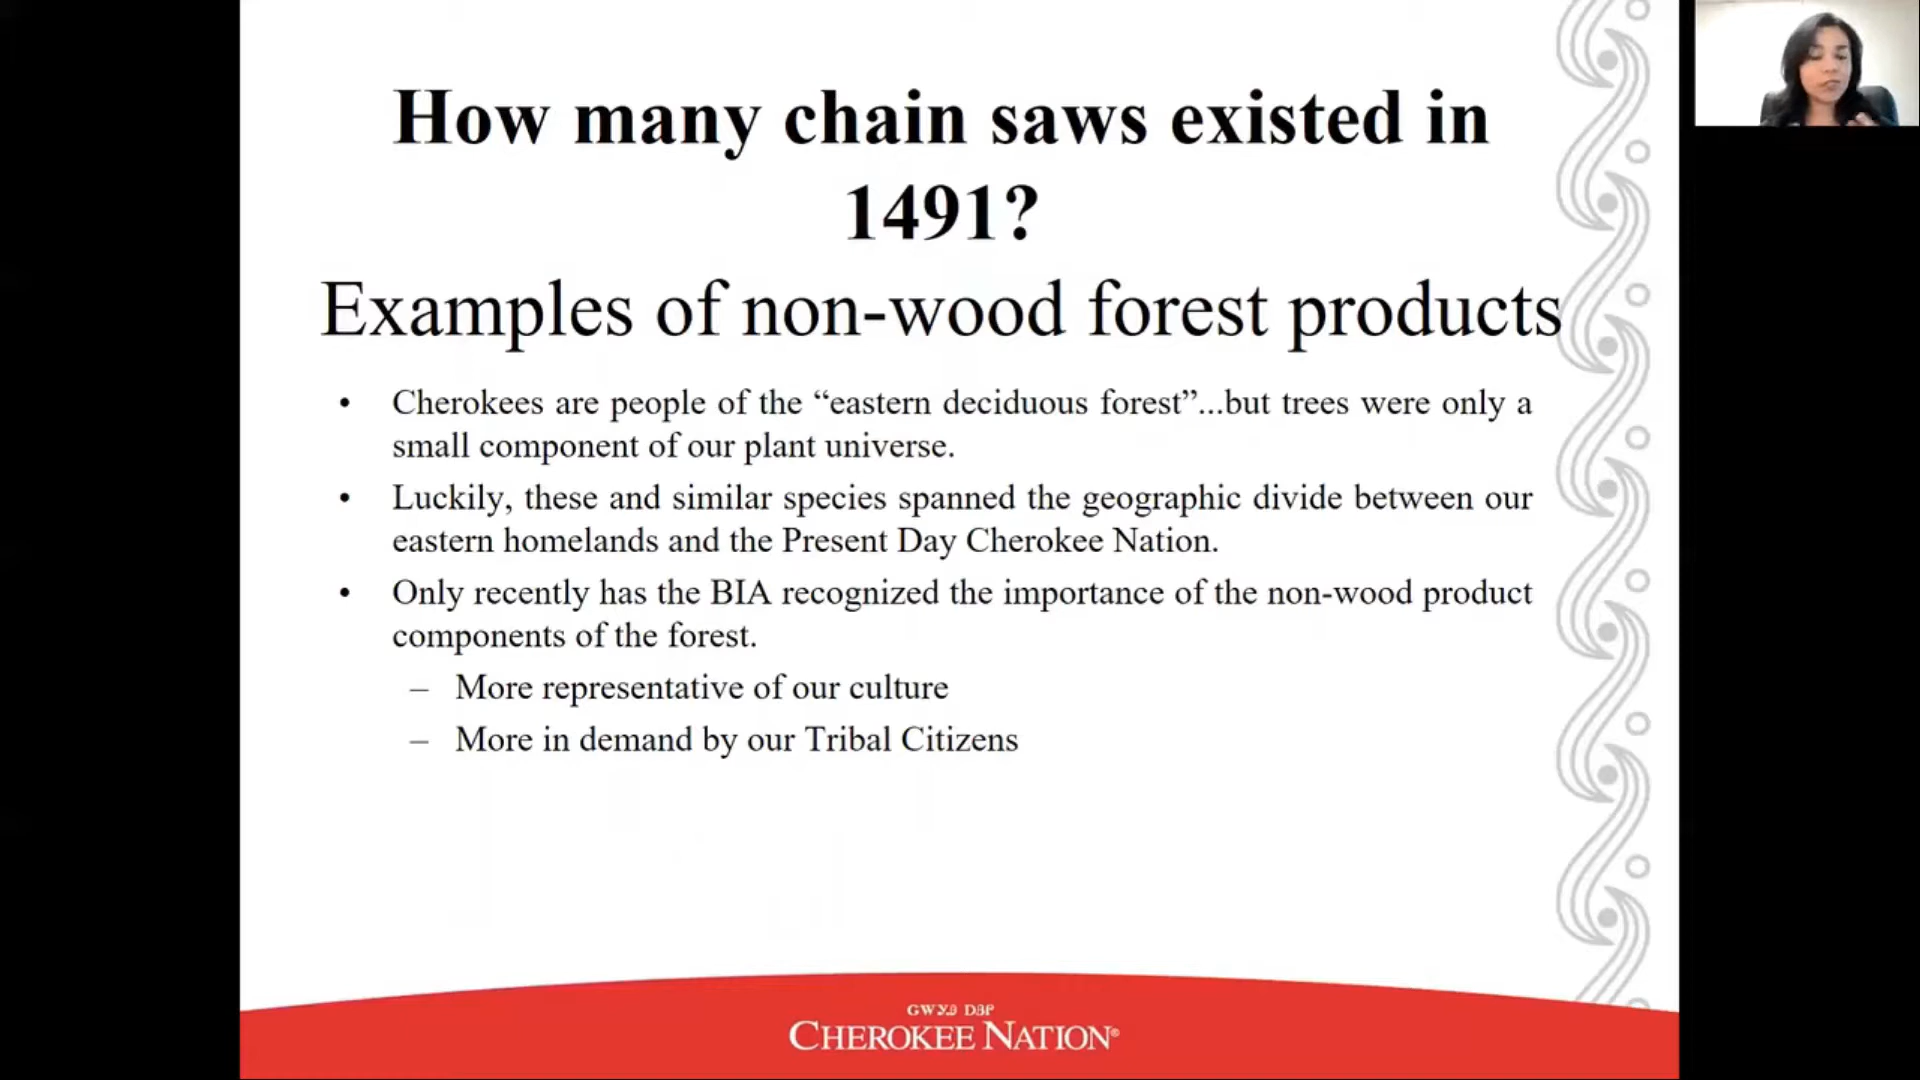 How many chain saws existed in
1491?
Examples of non-wood forest products
• Cherokees are people of the “eastern deciduous forest”...but trees were only a
small component of our plant universe.
• Luckily, these and similar species spanned the geographic divide between our
eastern homelands and the Present Day Cherokee Nation.
• Only recently has the BIA recognized the importance of the non-wood product
components of the forest.
– More representative of our culture
– More in demand by our Tribal Citizens
ᏣᎳᎩᎯ ᎠᏰᎵ
CHEROKEE NATION®